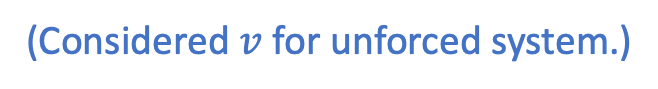 (Considered 𝑣 for unforced system.)